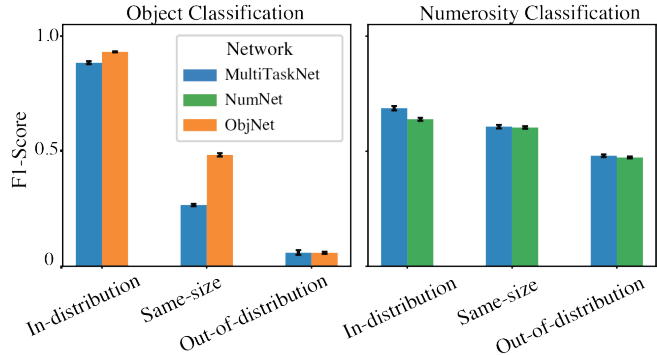 Object Classification
Numerosity Classification
F1-Score
1.0
0.5
0
Network
MultiTaskNet
NumNet
ObjNet
In-distribution
Same-size
Out-of-distribution
In-distribution
Same-size
Out-of-distribution